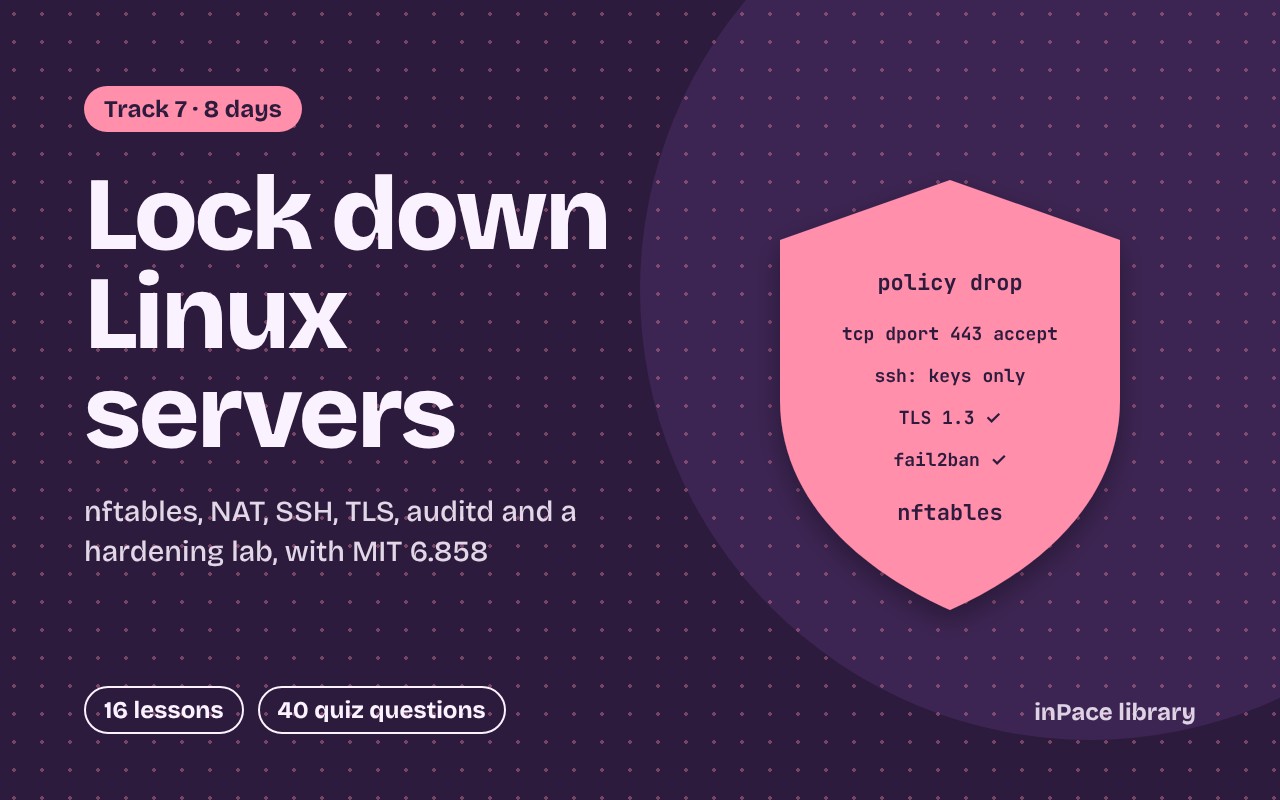 Track 7 · 8 days
Lock down
Linux
servers
nftables, NAT, SSH, TLS, auditd and a
hardening lab, with MIT 6.858
16 lessons
40 quiz questions
policy drop
tcp dport 443 accept
ssh: keys only
TLS 1.3 ✓
fail2ban ✓
nftables
inPace library